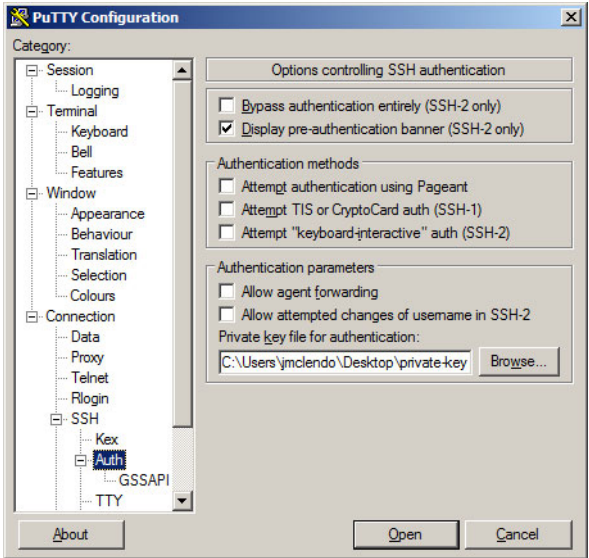 PuTTY Configuration
Category:
Session
Logging
Terminal
Keyboard
Bell
Features
Window
Appearance
Behaviour
Translation
Selection
Colours
Connection
Data
Proxy
Telnet
Rlogin
SSH
Kex
Auth
GSSAPI
TTY
Options controlling SSH authentication
Bypass authentication entirely (SSH-2 only)
Display pre-authentication banner (SSH-2 only)
Authentication methods
Attempt authentication using Pageant
Attempt TIS or CryptoCard auth (SSH-1)
Attempt "keyboard-interactive" auth (SSH-2)
Authentication parameters
Allow agent forwarding
Allow attempted changes of username in SSH-2
Private key file for authentication:
C:\Users\jmclendo\Desktop\private-key
Browse...
About
Open
Cancel